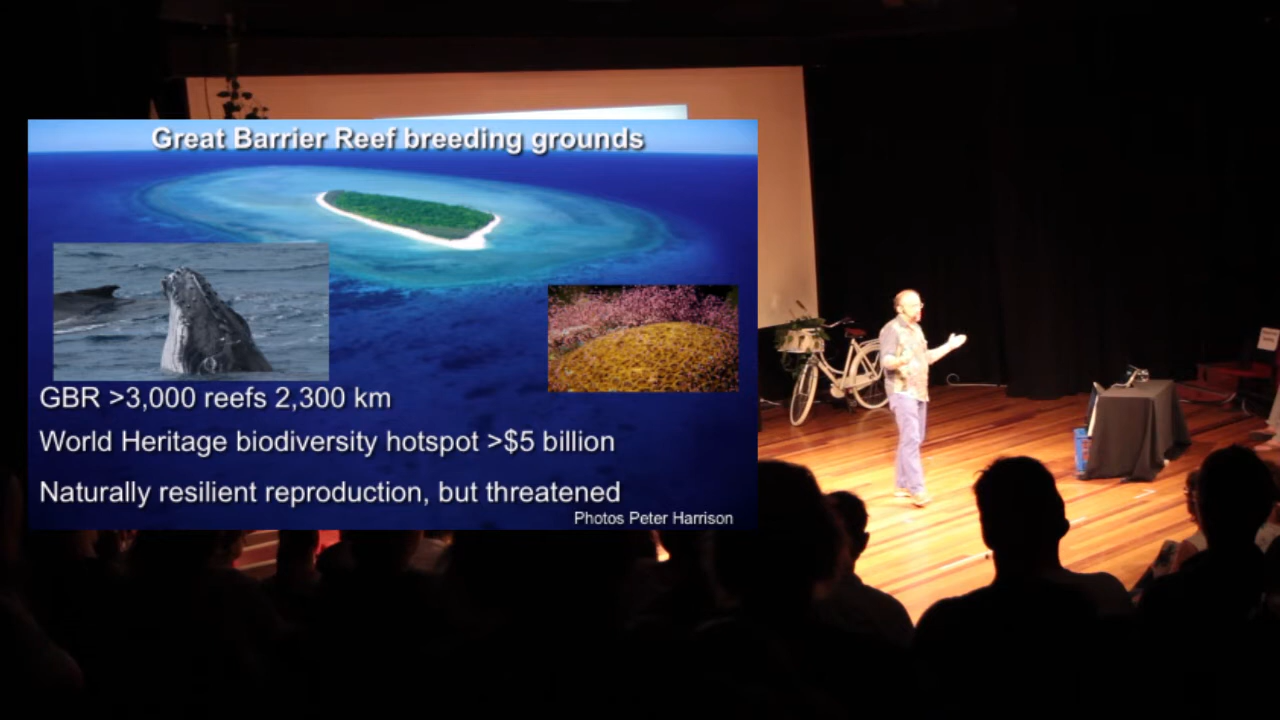 Great Barrier Reef breeding grounds
GBR >3,000 reefs 2,300 km
World Heritage biodiversity hotspot >$5 billion
Naturally resilient reproduction, but threatened
Photos Peter Harrison